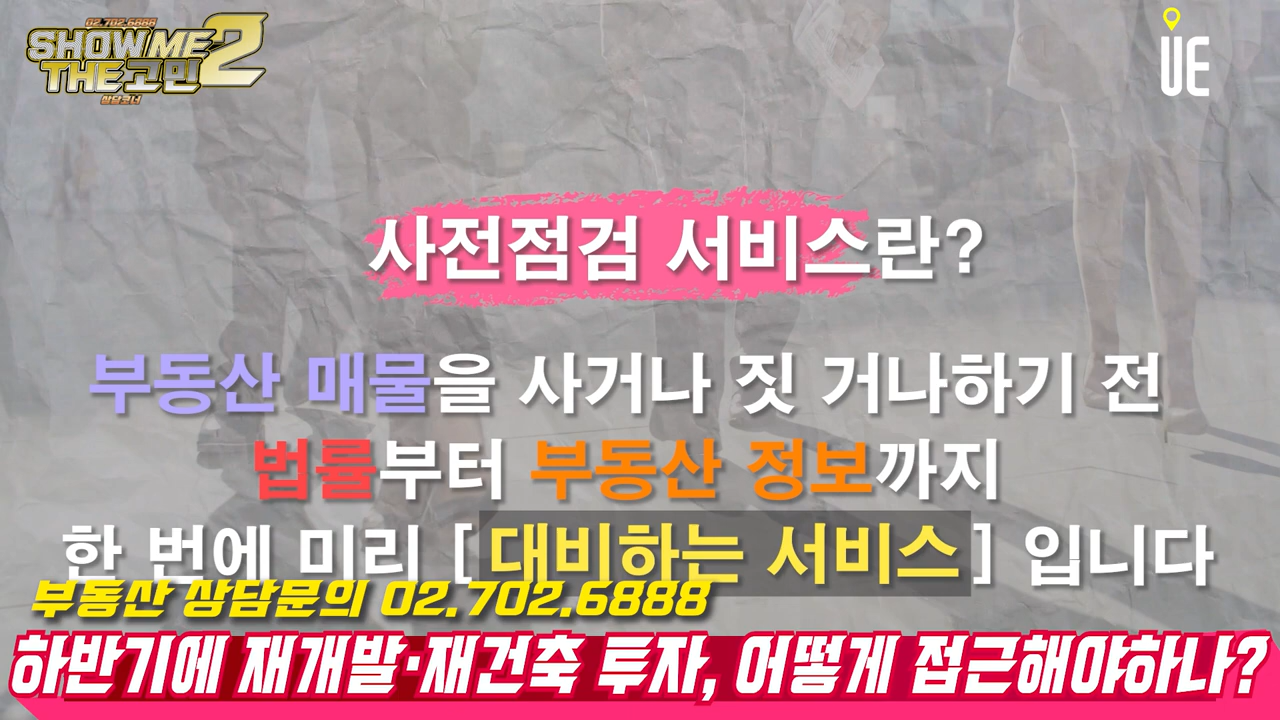 02.702.6888
SHOW ME 2
THE 고민
상담코너
UE
사전점검 서비스란?
부동산 매물을 사거나 짓 거나하기 전
법률부터 부동산 정보까지
한 번에 미리 [대비하는 서비스] 입니다
부동산 상담문의 02.702.6888
하반기에 재개발·재건축 투자, 어떻게 접근해야하나?